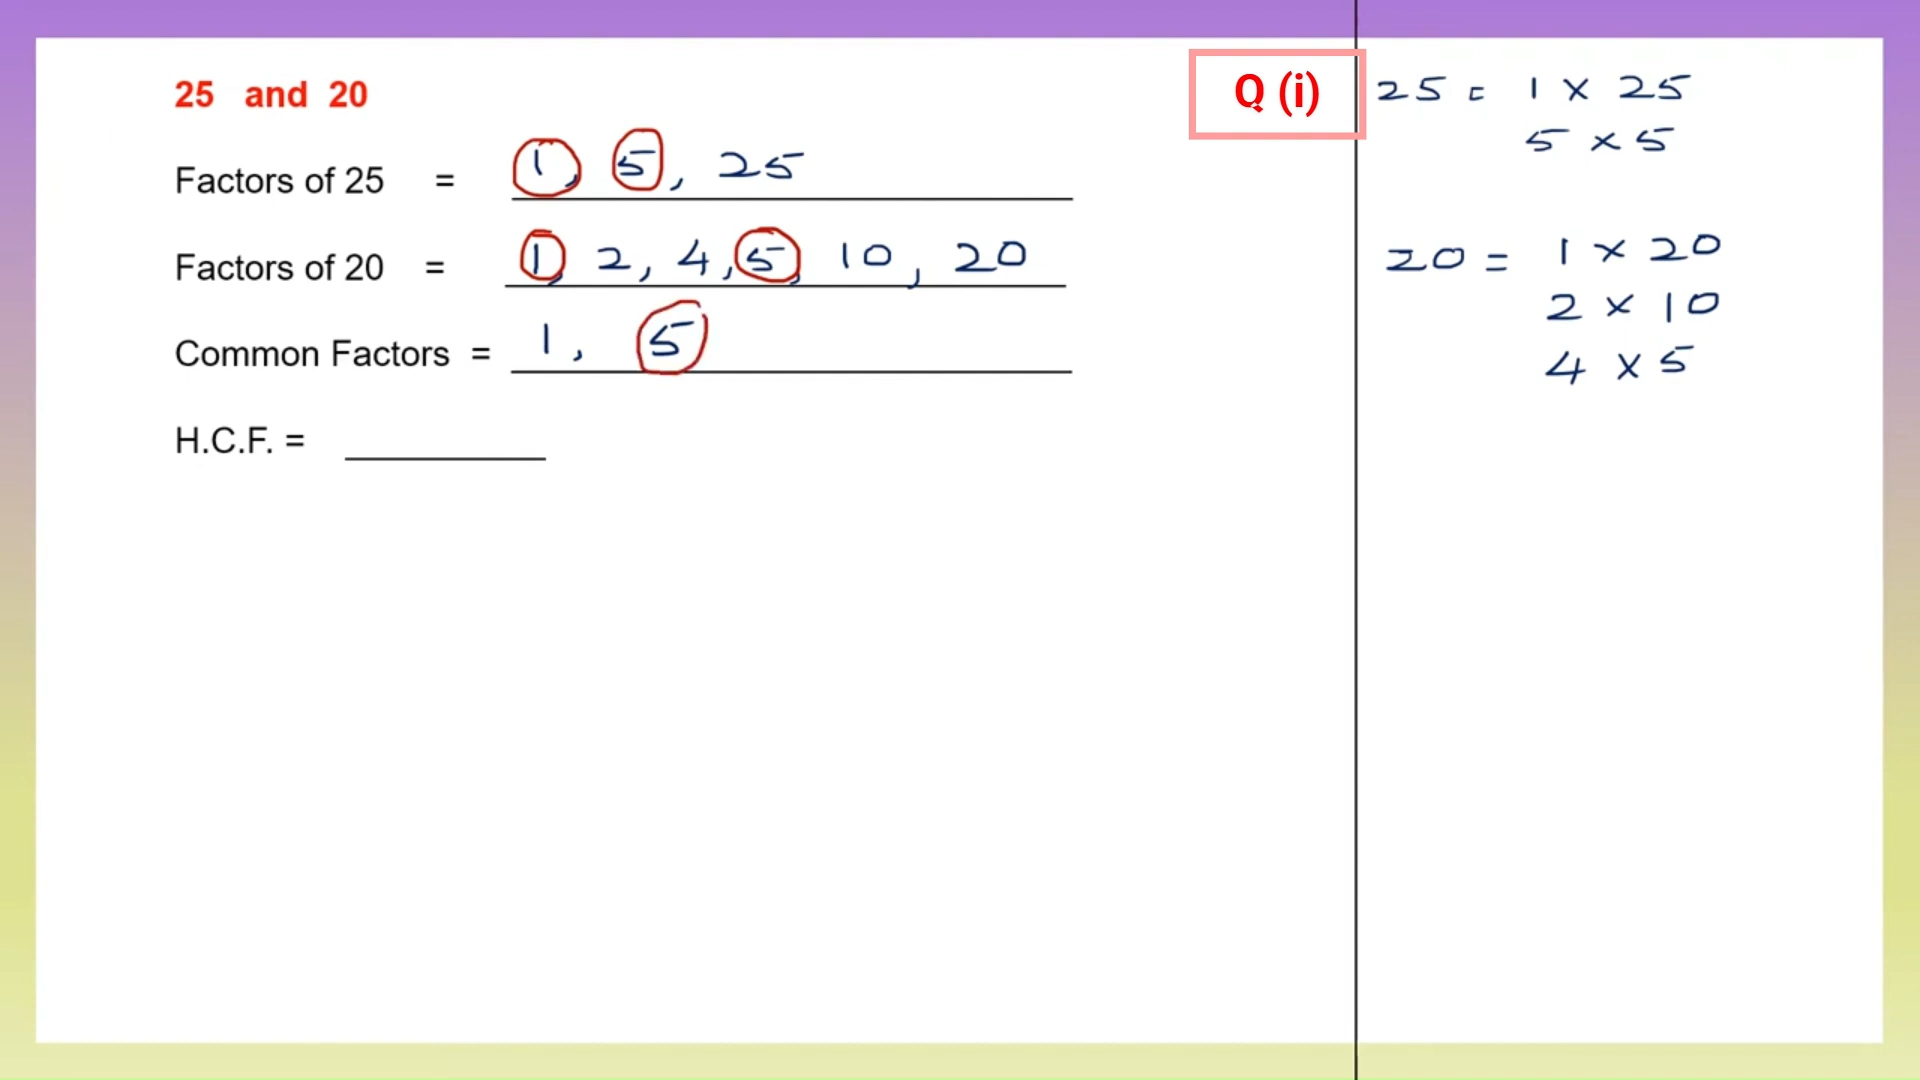 25 and 20
Factors of 25 = 1, 5, 25
Factors of 20 = 1, 2, 4, 5, 10, 20
Common Factors = 1, 5
H.C.F. = __________
Q (i)
25 = 1 x 25
5 x 5
20 = 1 x 20
2 x 10
4 x 5